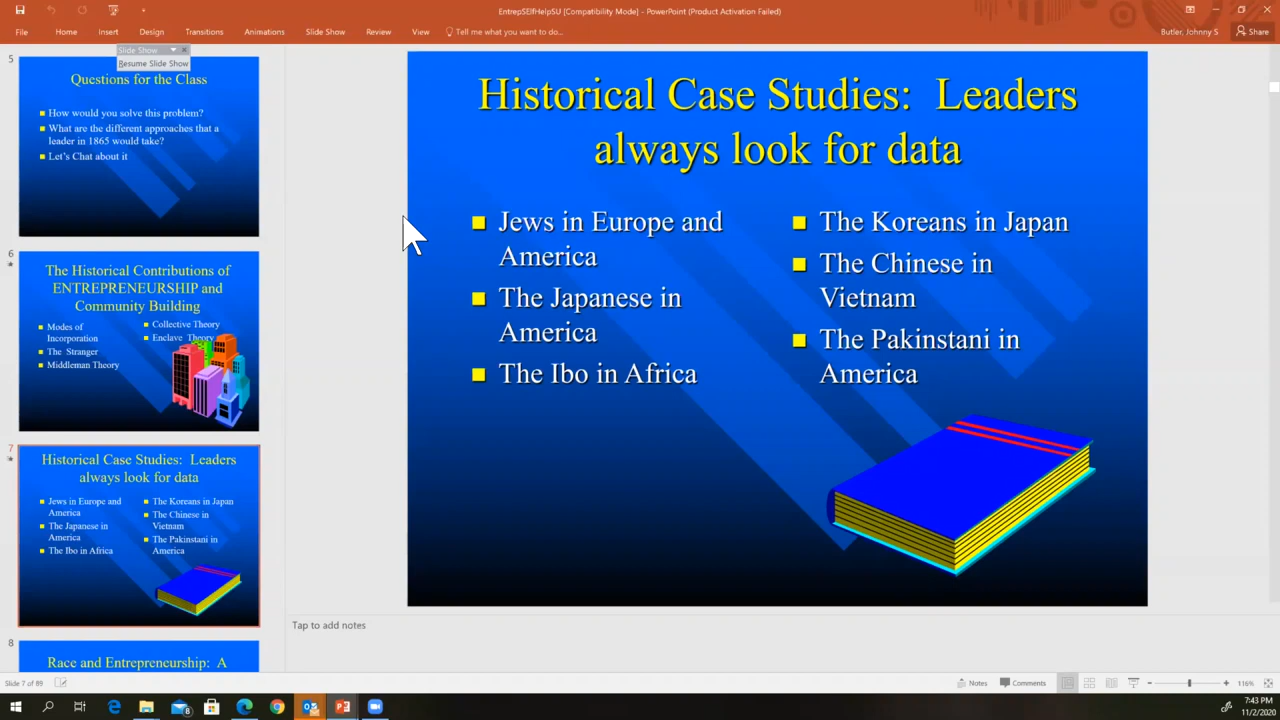 EntrepSElfHelpSU [Compatibility Mode] - PowerPoint (Product Activation Failed)
File Home Insert Design Transitions Animations Slide Show Review View Tell me what you want to do... Butler, Johnny S Share
Slide Show
Resume Slide Show
5
Questions for the Class
How would you solve this problem?
What are the different approaches that a
leader in 1865 would take?
Let's Chat about it
6
The Historical Contributions of
ENTREPRENEURSHIP and
Community Building
Modes of
Incorporation
The Stranger
Middleman Theory
Collective Theory
Enclave Theory
7
Historical Case Studies: Leaders
always look for data
Jews in Europe and
America
The Japanese in
America
The Ibo in Africa
The Koreans in Japan
The Chinese in
Vietnam
The Pakinstani in
America
8
Race and Entrepreneurship: A
Historical Case Studies: Leaders
always look for data
Jews in Europe and
America
The Japanese in
America
The Ibo in Africa
The Koreans in Japan
The Chinese in
Vietnam
The Pakinstani in
America
Tap to add notes
Slide 7 of 89 Notes Comments 116%
8
7:43 PM
11/2/2020